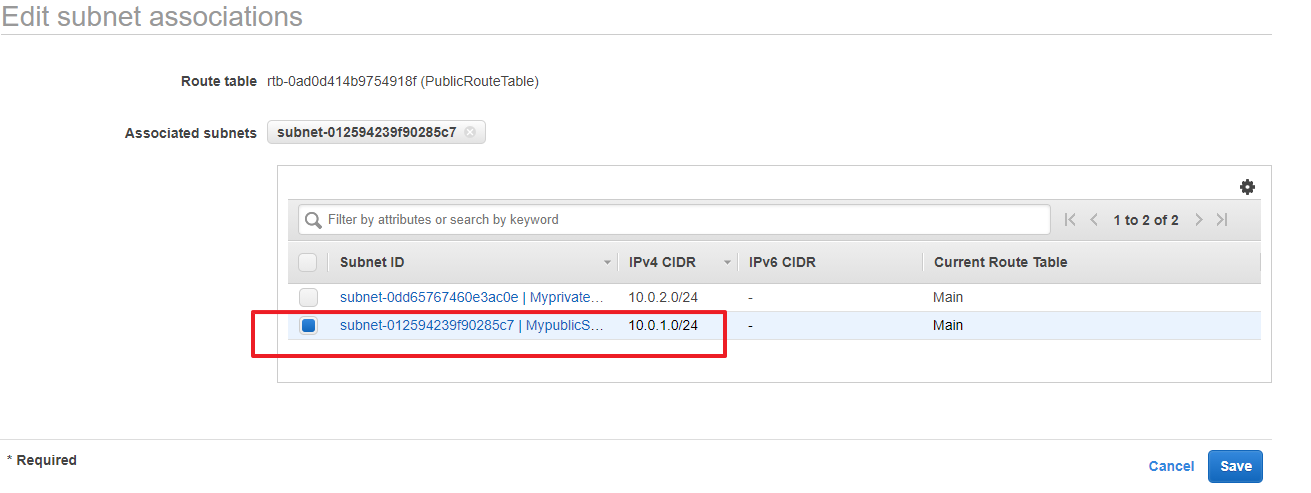 Edit subnet associations
Route table rtb-0ad0d414b9754918f (PublicRouteTable)
Associated subnets subnet-012594239f90285c7
Filter by attributes or search by keyword 1 to 2 of 2
Subnet ID IPv4 CIDR IPv6 CIDR Current Route Table
subnet-0dd65767460e3ac0e | Myprivate... 10.0.2.0/24 - Main
subnet-012594239f90285c7 | MypublicS... 10.0.1.0/24 - Main
* Required
Cancel Save